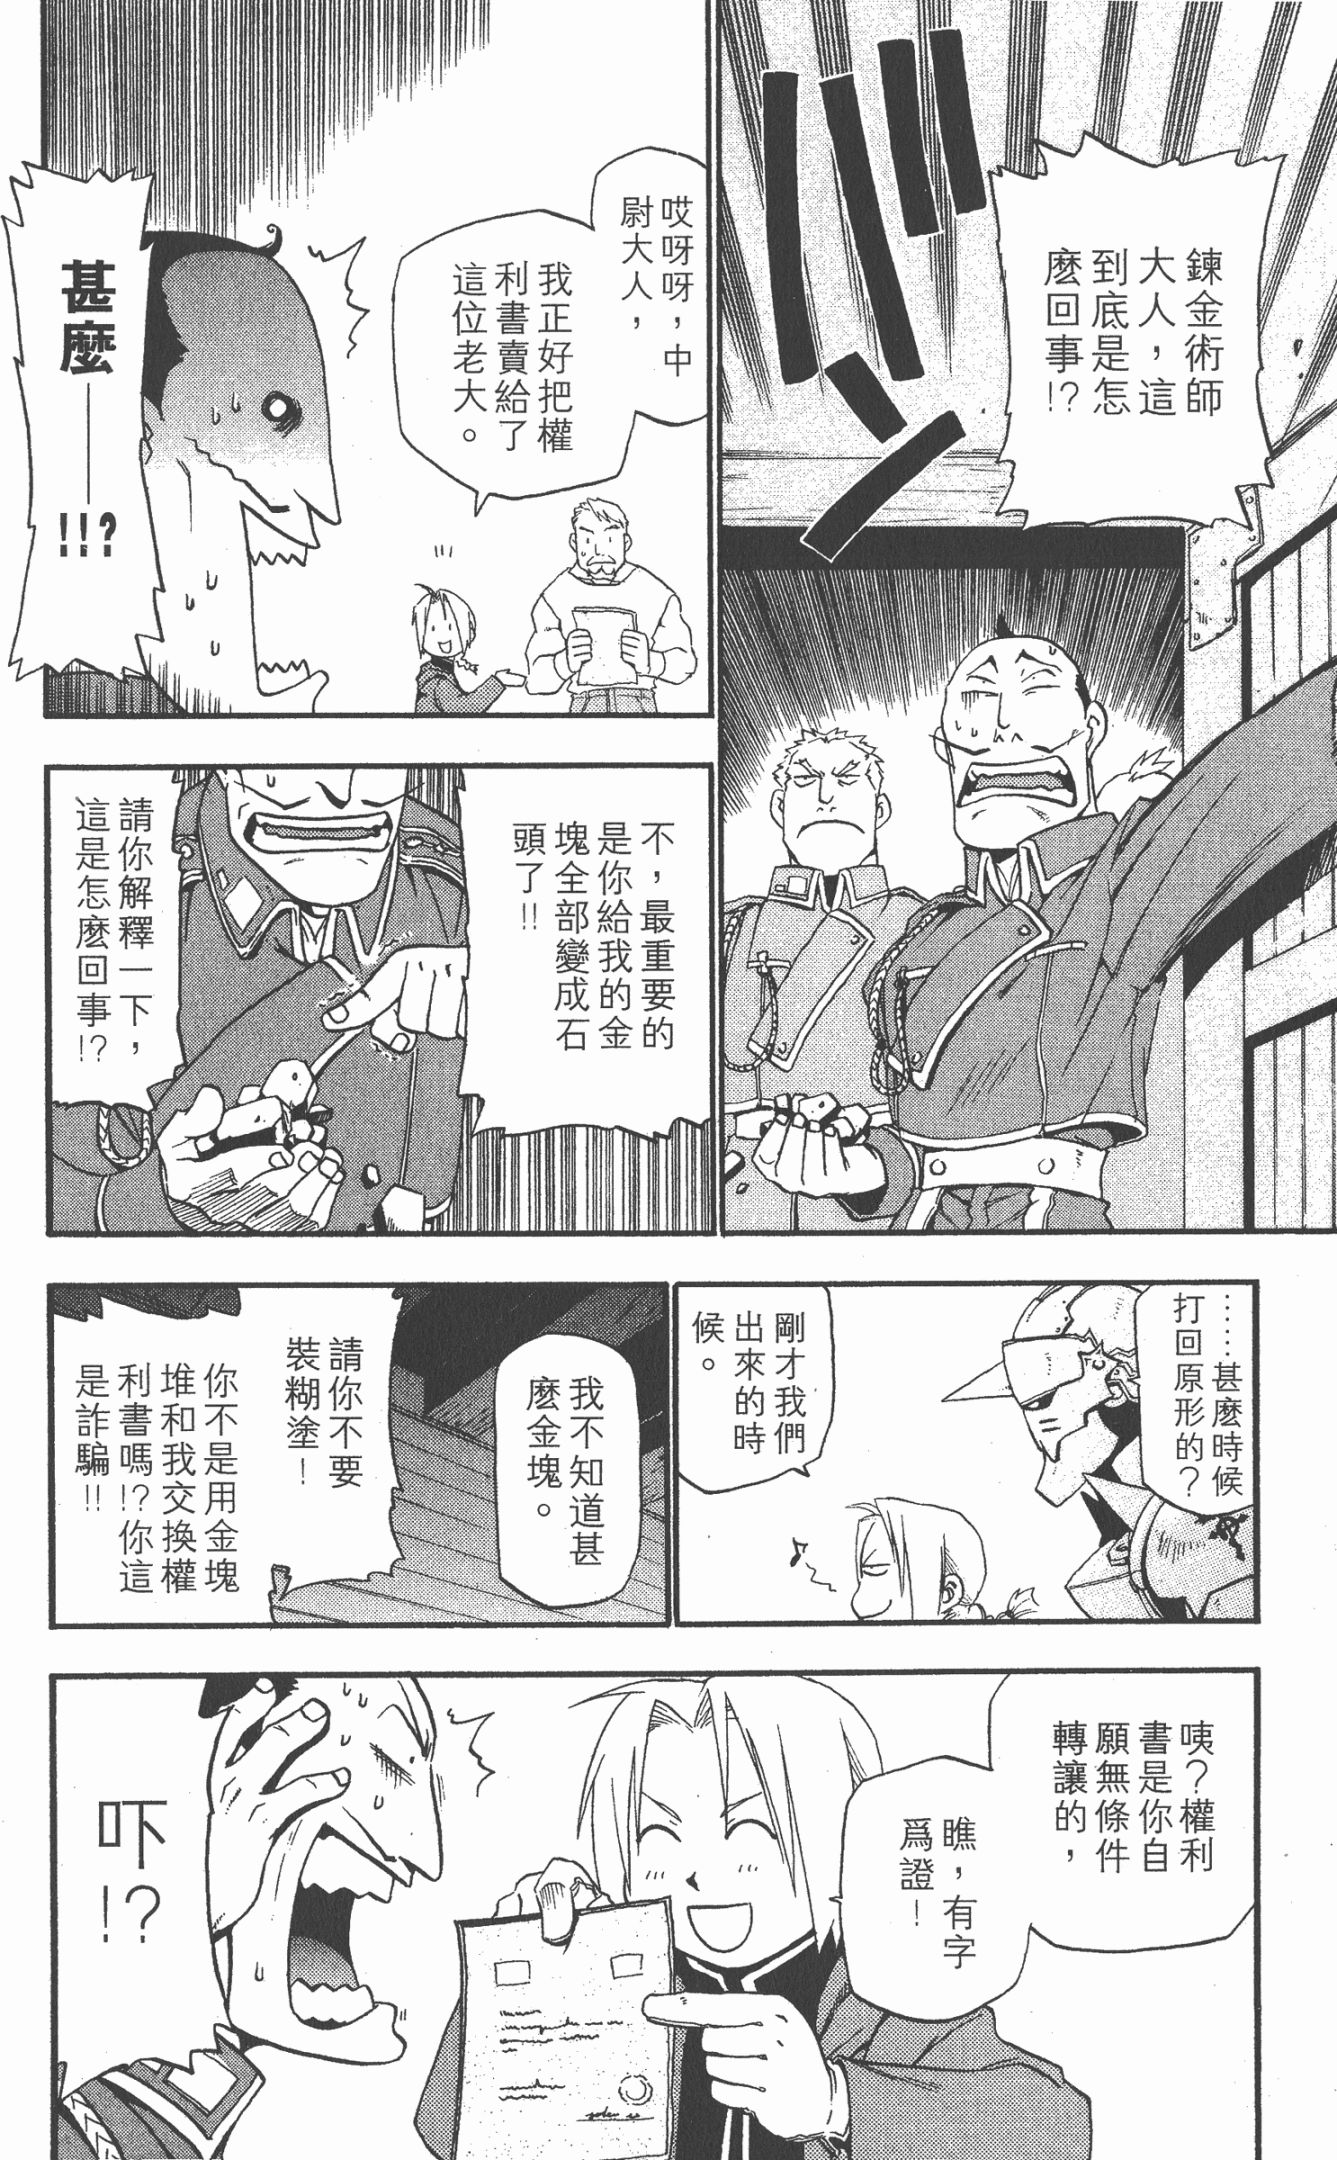 鍊金術師
大人，這
到底是怎
麼回事!?
哎呀呀，中
尉大人，
我正好把權
利書賣給了
這位老大。
甚麼——!!?
不，最重要的
是你給我的金
塊全部變成石
頭了!!
請你解釋一下，
這是怎麼回事!?
……甚麼時候
打回原形的？
剛才我們
出來的時
候。
我不知道甚
麼金塊。
請你不要
裝糊塗！
你不是用金塊
堆和我交換權
利書嗎!?你這
是詐騙!!
咦？權利
書是你自
願無條件
轉讓的，
瞧，有字
爲證！
吓!?